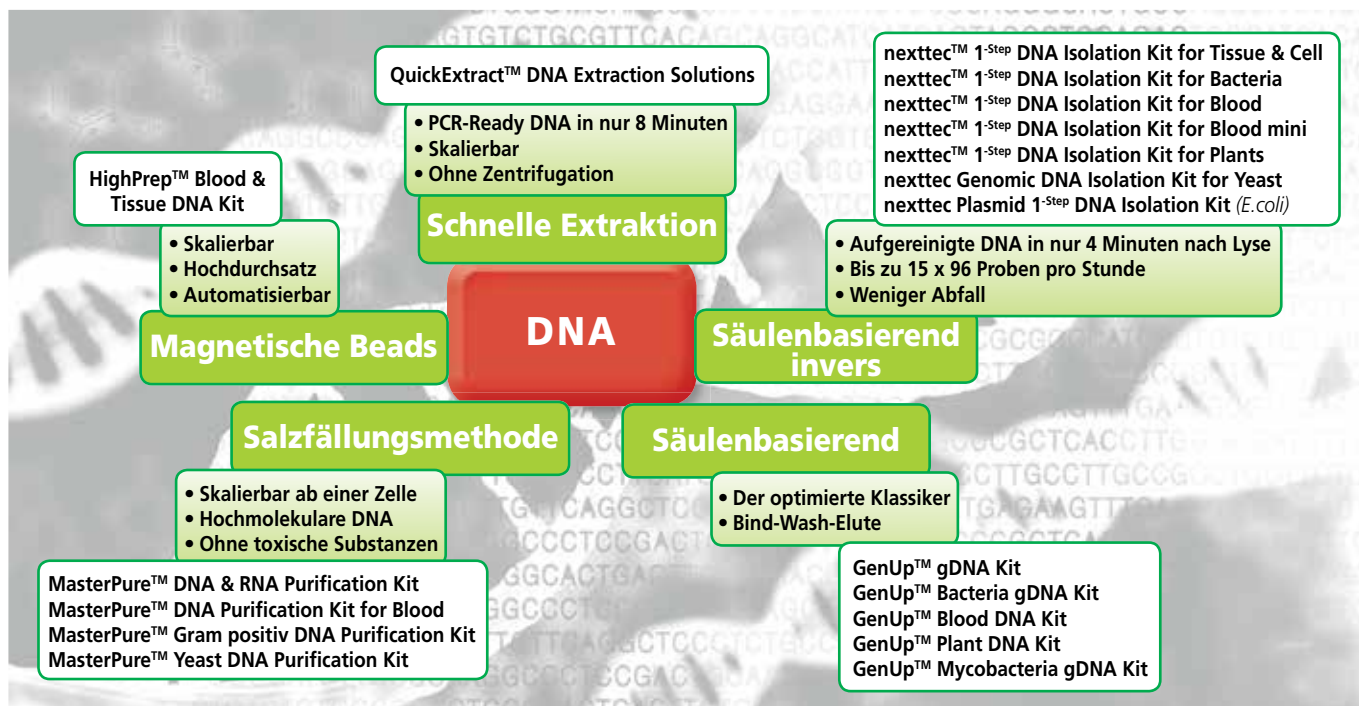 QuickExtract™ DNA Extraction Solutions
• PCR-Ready DNA in nur 8 Minuten
• Skalierbar
• Ohne Zentrifugation
Schnelle Extraktion
nexttec™ 1-Step DNA Isolation Kit for Tissue & Cell
nexttec™ 1-Step DNA Isolation Kit for Bacteria
nexttec™ 1-Step DNA Isolation Kit for Blood
nexttec™ 1-Step DNA Isolation Kit for Blood mini
nexttec™ 1-Step DNA Isolation Kit for Plants
nexttec Genomic DNA Isolation Kit for Yeast
nexttec Plasmid 1-Step DNA Isolation Kit (E.coli)
• Aufgereinigte DNA in nur 4 Minuten nach Lyse
• Bis zu 15 x 96 Proben pro Stunde
• Weniger Abfall
Säulenbasierend
invers
HighPrep™ Blood &
Tissue DNA Kit
• Skalierbar
• Hochdurchsatz
• Automatisierbar
Magnetische Beads
DNA
Salzfällungsmethode
• Skalierbar ab einer Zelle
• Hochmolekulare DNA
• Ohne toxische Substanzen
MasterPure™ DNA & RNA Purification Kit
MasterPure™ DNA Purification Kit for Blood
MasterPure™ Gram positiv DNA Purification Kit
MasterPure™ Yeast DNA Purification Kit
Säulenbasierend
• Der optimierte Klassiker
• Bind-Wash-Elute
GenUp™ gDNA Kit
GenUp™ Bacteria gDNA Kit
GenUp™ Blood DNA Kit
GenUp™ Plant DNA Kit
GenUp™ Mycobacteria gDNA Kit